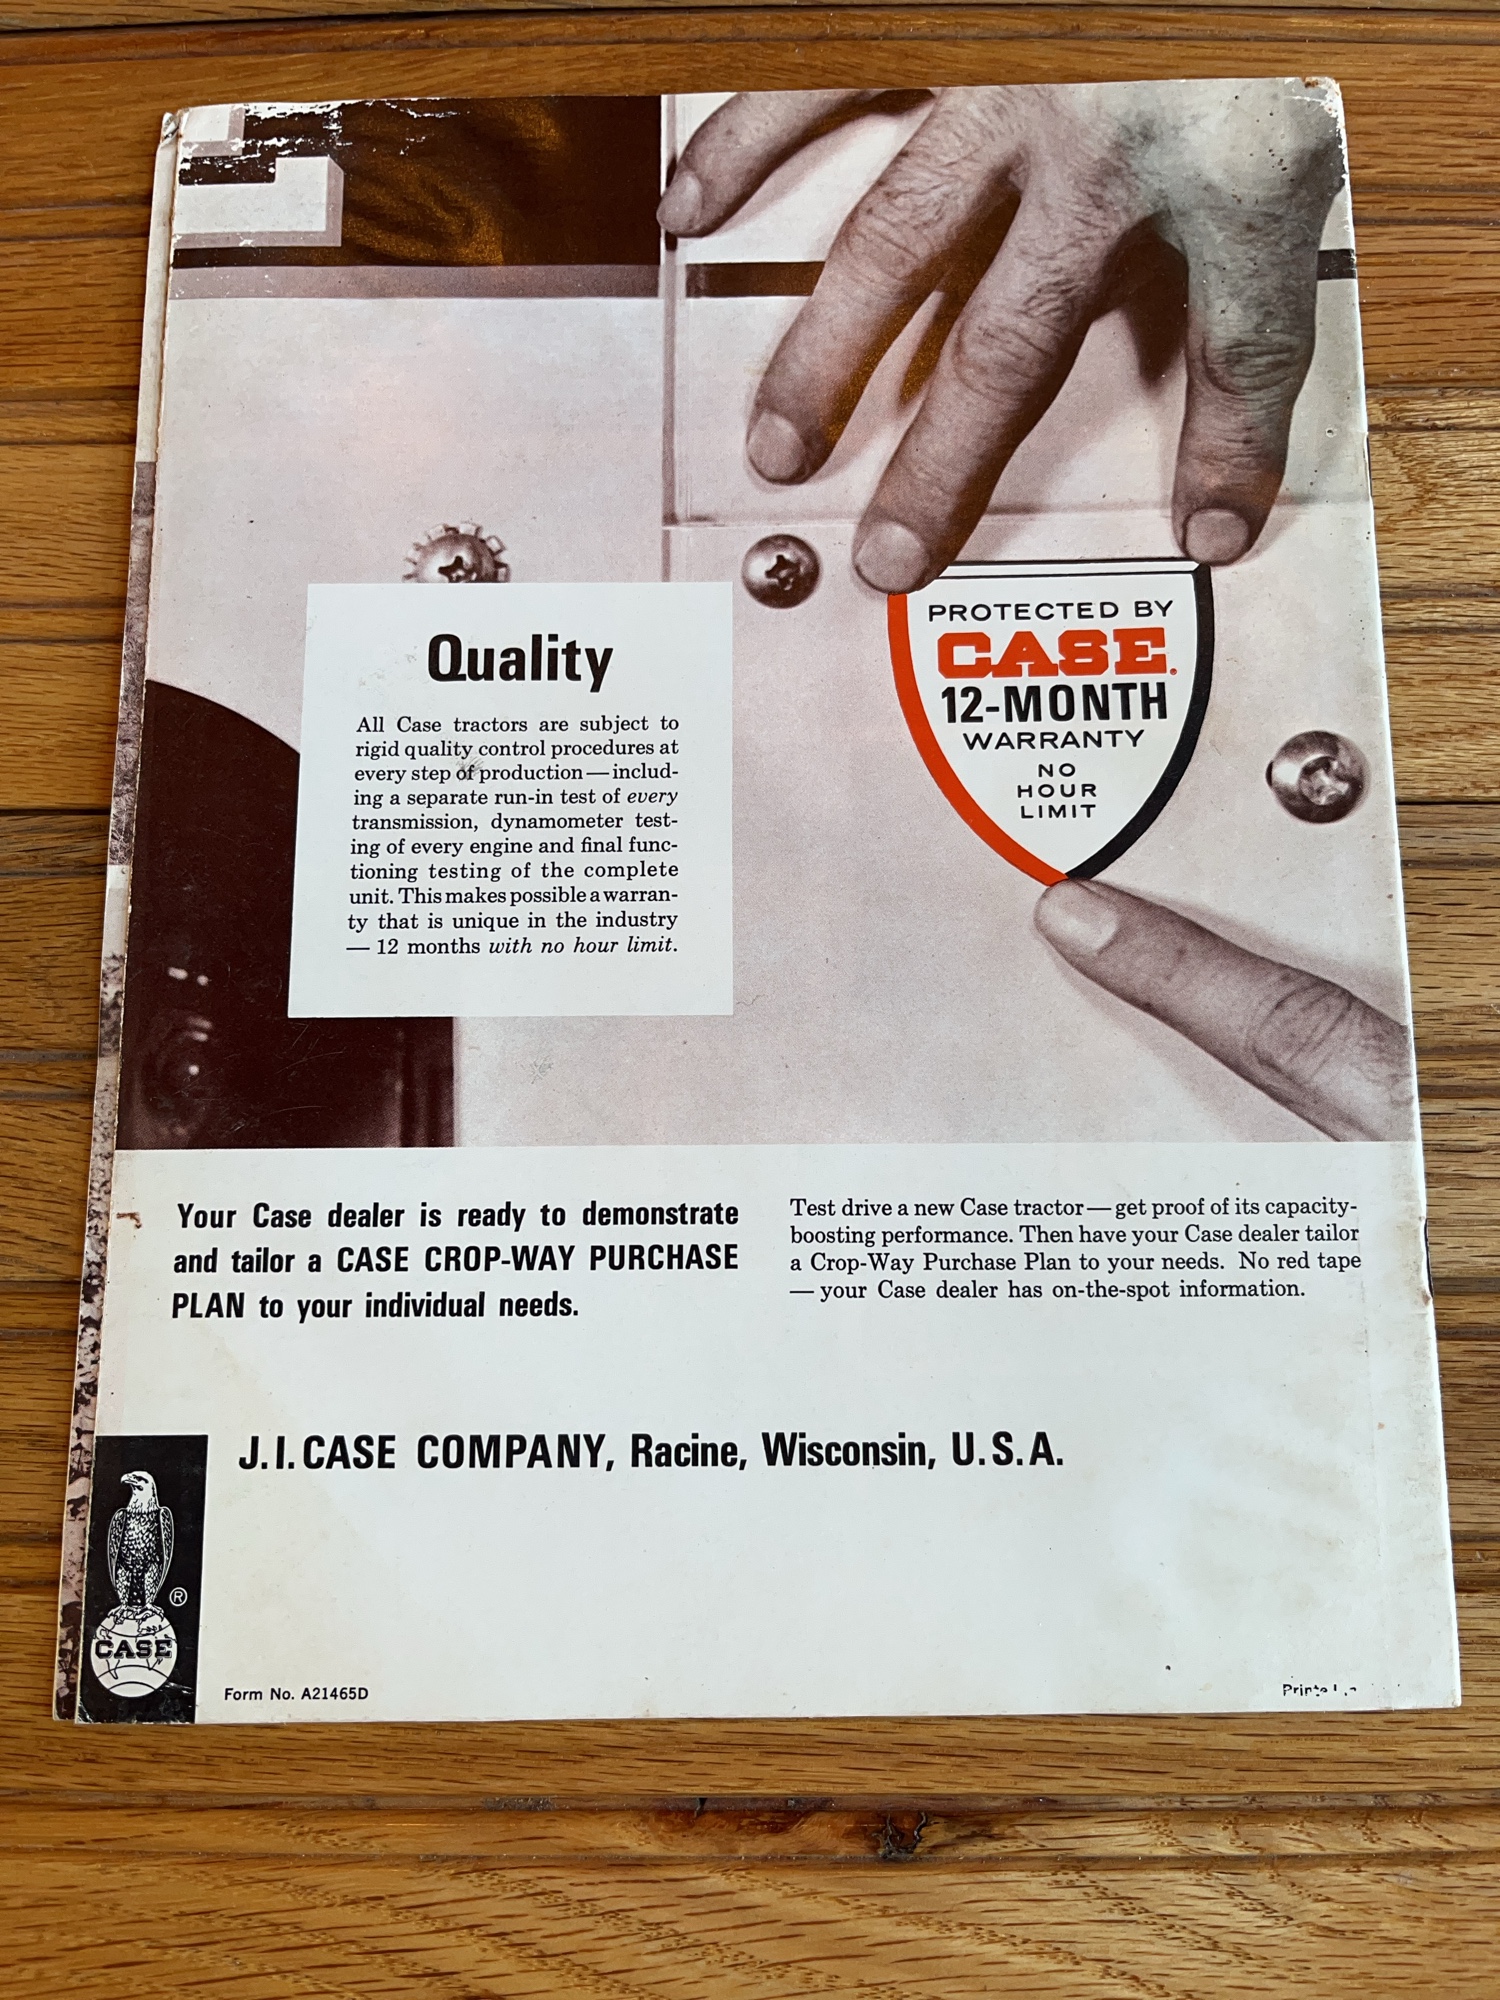 PROTECTED BY
CASE.
12-MONTH
WARRANTY
NO
HOUR
LIMIT
Quality
All Case tractors are subject to
rigid quality control procedures at
every step of production — includ-
ing a separate run-in test of every
transmission, dynamometer test-
ing of every engine and final func-
tioning testing of the complete
unit. This makes possible a warran-
ty that is unique in the industry
— 12 months with no hour limit.
Your Case dealer is ready to demonstrate
and tailor a CASE CROP-WAY PURCHASE
PLAN to your individual needs.
Test drive a new Case tractor — get proof of its capacity-
boosting performance. Then have your Case dealer tailor
a Crop-Way Purchase Plan to your needs. No red tape
— your Case dealer has on-the-spot information.
J. I. CASE COMPANY, Racine, Wisconsin, U.S.A.
®
CASE
Form No. A21465D